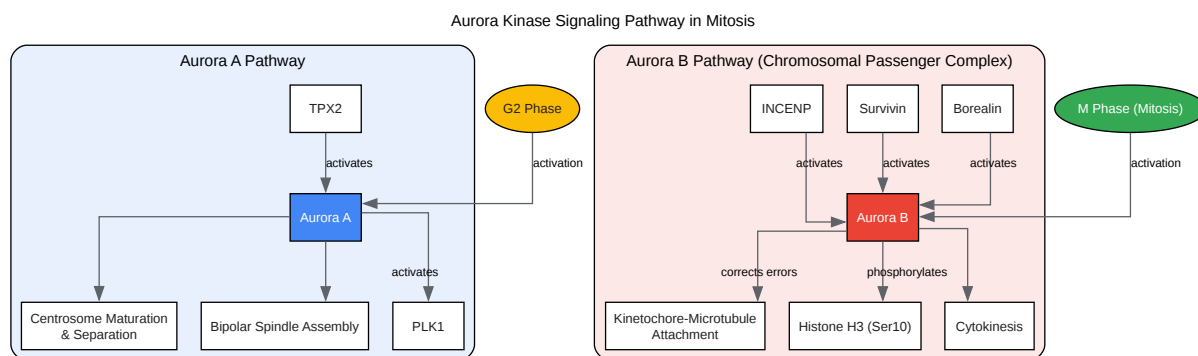 Aurora Kinase Signaling Pathway in Mitosis
Aurora A Pathway
Aurora B Pathway (Chromosomal Passenger Complex)
TPX2
G2 Phase
INCENP
Survivin
Borealin
M Phase (Mitosis)
activates
activation
activates
activates
activates
activation
Aurora A
Aurora B
activates
corrects errors
phosphorylates
Centrosome Maturation
& Separation
Bipolar Spindle Assembly
PLK1
Kinetochore-Microtubule
Attachment
Histone H3 (Ser10)
Cytokinesis